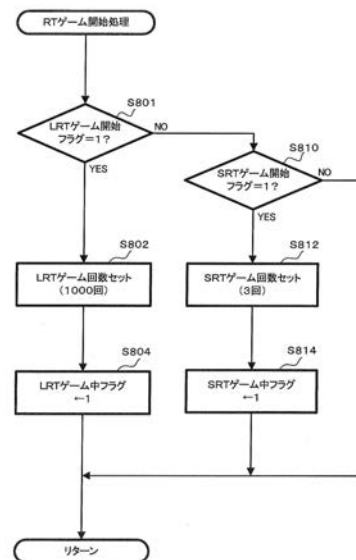 RTゲーム開始処理
S801
LRTゲーム開始
フラグ=1?
NO
YES
S810
SRTゲーム開始
フラグ=1?
NO
YES
S802
LRTゲーム回数セット
(1000回)
S812
SRTゲーム回数セット
(3回)
S804
LRTゲーム中フラグ
←1
S814
SRTゲーム中フラグ
←1
リターン